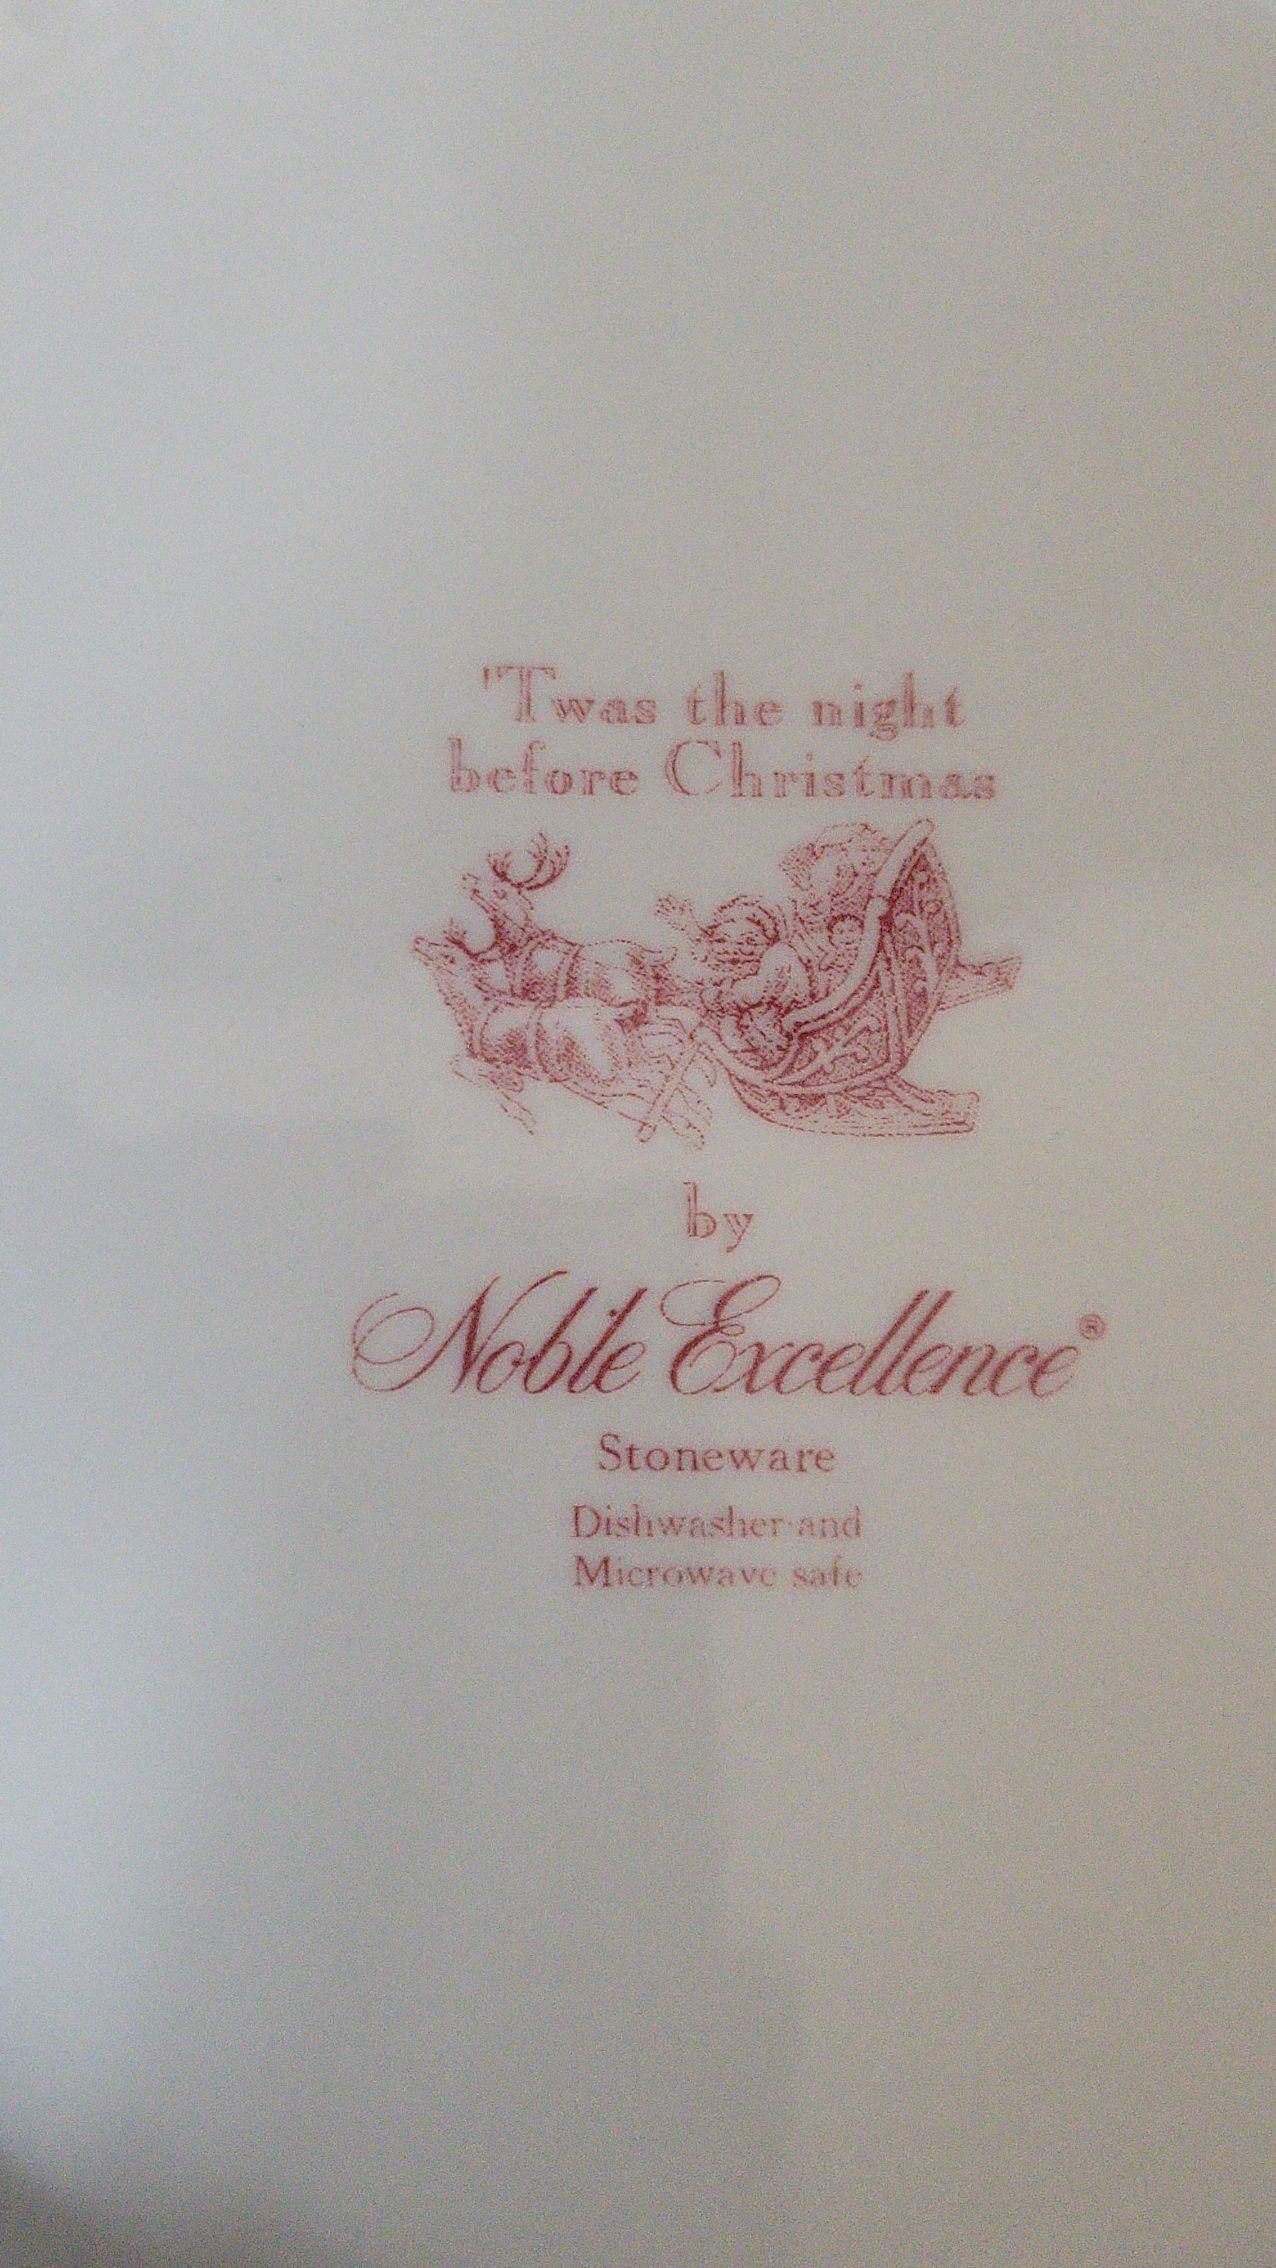 'Twas the night
before Christmas
by
Noble Excellence®
Stoneware
Dishwasher and
Microwave safe